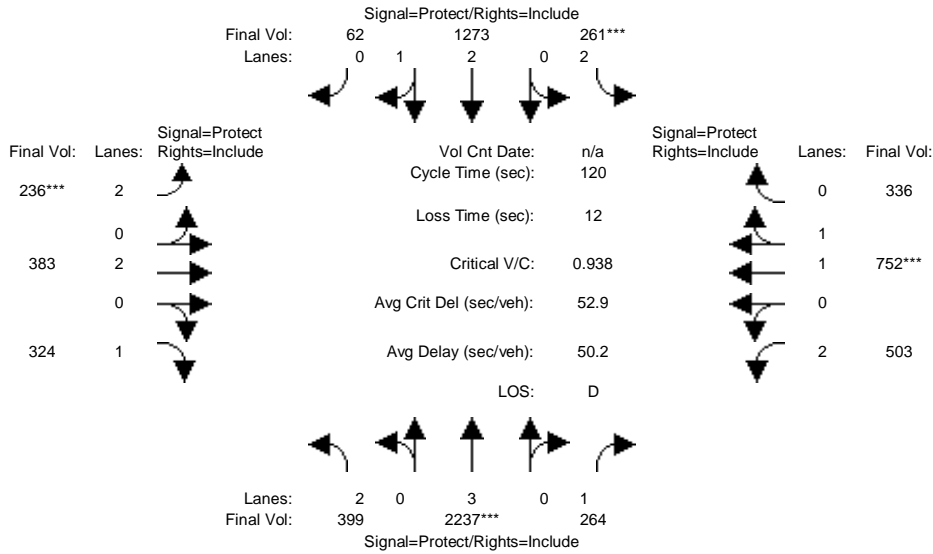 Signal=Protect/Rights=Include
Final Vol: 62 1273 261***
Lanes: 0 1 2 0 2
Signal=Protect
Final Vol: Lanes: Rights=Include
Vol Cnt Date: n/a
Signal=Protect
Rights=Include Lanes: Final Vol:
Cycle Time (sec): 120
236*** 2
0 336
Loss Time (sec): 12
0
1
383 2
Critical V/C: 0.938
1 752***
0
Avg Crit Del (sec/veh): 52.9
0
324 1
Avg Delay (sec/veh): 50.2
2 503
LOS: D
Lanes: 2 0 3 0 1
Final Vol: 399 2237*** 264
Signal=Protect/Rights=Include